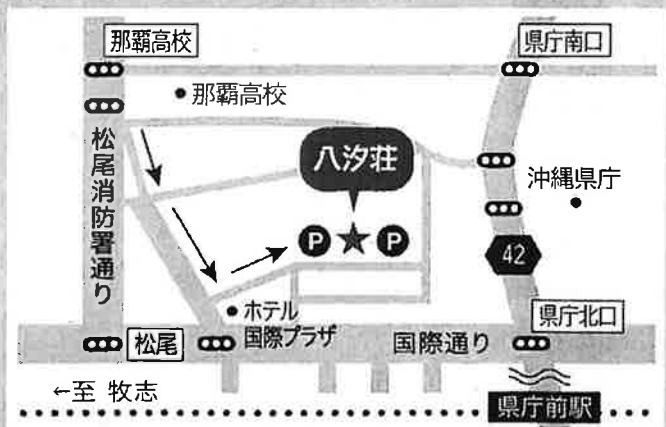 那覇高校
県庁南口
那覇高校
八汐荘
沖縄県庁
松尾消防署通り
P
P
42
ホテル
国際プラザ
県庁北口
松尾
国際通り
←至 牧志
県庁前駅